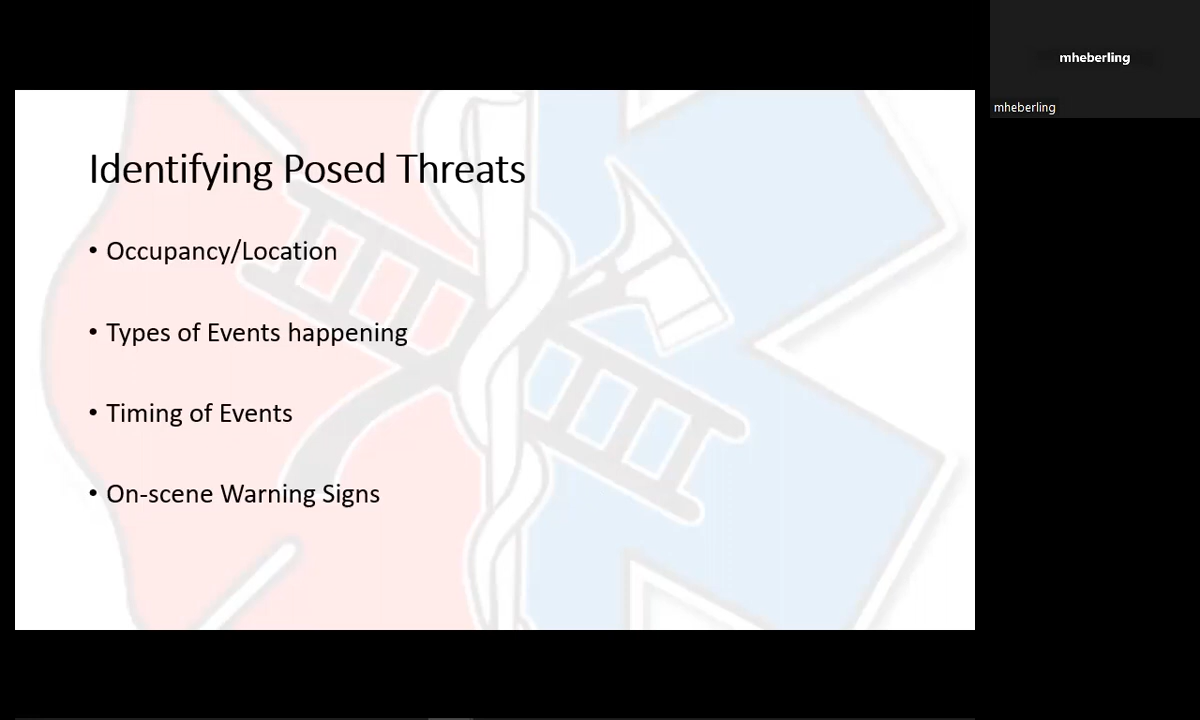 mheberling
mheberling
Identifying Posed Threats
• Occupancy/Location
• Types of Events happening
• Timing of Events
• On-scene Warning Signs